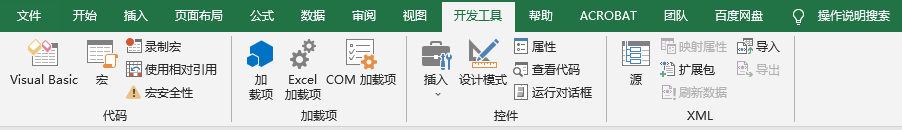 文件 开始 插入 页面布局 公式 数据 审阅 视图 开发工具 帮助 ACROBAT 团队 百度网盘 操作说明搜索
Visual Basic
宏
录制宏
使用相对引用
宏安全性
代码
加
载项
Excel
加载项
COM 加载项
加载项
插入
设计模式
属性
查看代码
运行对话框
控件
源
映射属性
扩展包
刷新数据
导入
导出
XML